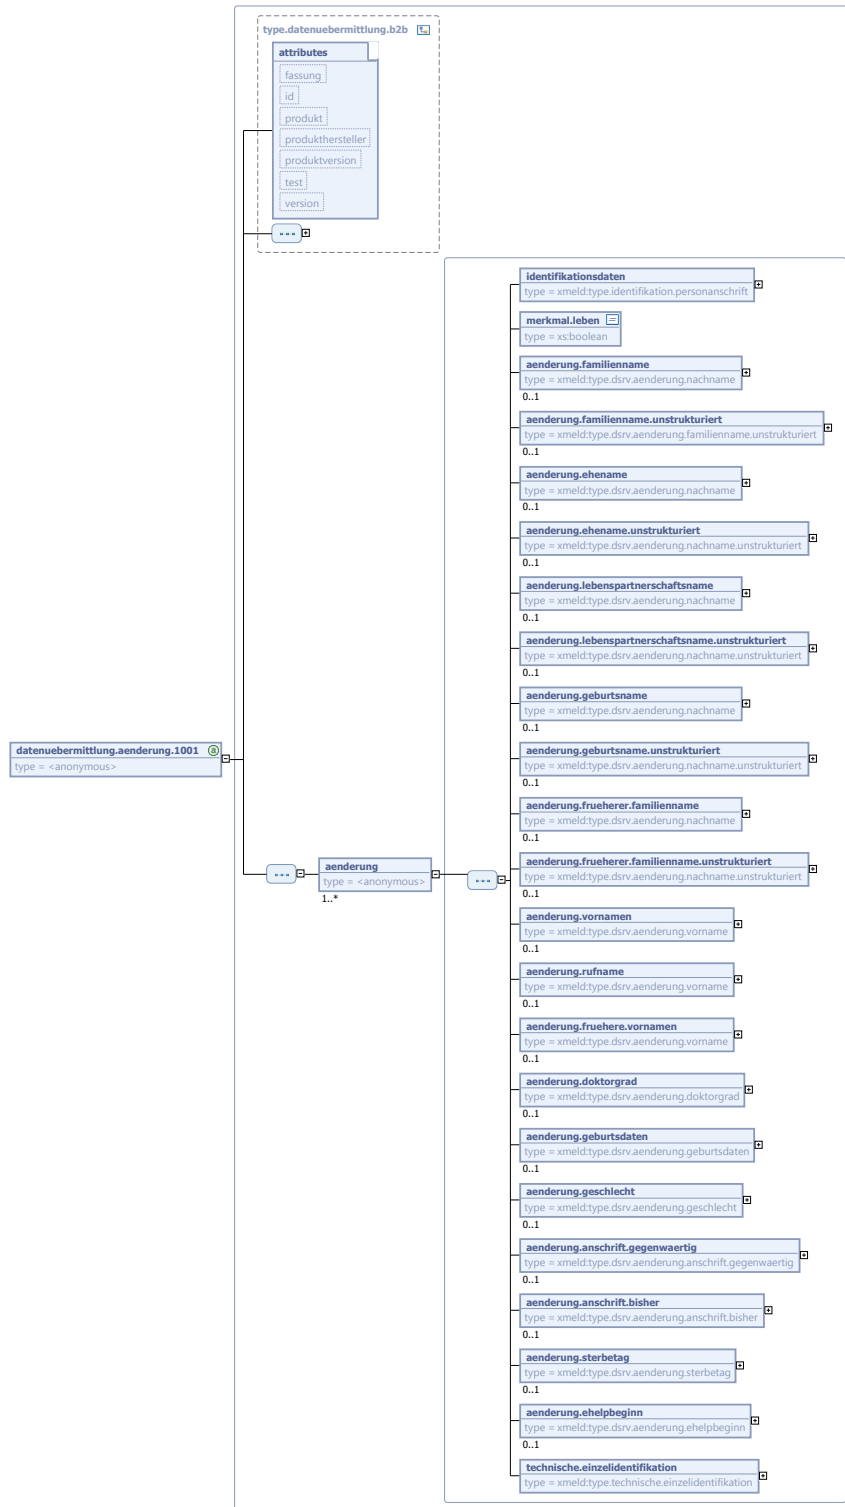 type.datenuebermittlung.b2b
attributes
fassung
id
produkt
produkthersteller
produktversion
test
version
identifikationsdaten
type = xmeld:type.identifikation.personanschrift
merkmal.leben
type = xs:boolean
aenderung.familienname
type = xmeld:type.dsrv.aenderung.nachname
0..1
aenderung.familienname.unstrukturiert
type = xmeld:type.dsrv.aenderung.familienname.unstrukturiert
0..1
aenderung.ehename
type = xmeld:type.dsrv.aenderung.nachname
0..1
aenderung.ehename.unstrukturiert
type = xmeld:type.dsrv.aenderung.nachname.unstrukturiert
0..1
aenderung.lebenspartnerschaftsname
type = xmeld:type.dsrv.aenderung.nachname
0..1
aenderung.lebenspartnerschaftsname.unstrukturiert
type = xmeld:type.dsrv.aenderung.nachname.unstrukturiert
0..1
aenderung.geburtsname
type = xmeld:type.dsrv.aenderung.nachname
0..1
datenuebermittlung.aenderung.1001 a
type = <anonymous>
aenderung.geburtsname.unstrukturiert
type = xmeld:type.dsrv.aenderung.nachname.unstrukturiert
0..1
aenderung.frueherer.familienname
type = xmeld:type.dsrv.aenderung.nachname
0..1
aenderung
type = <anonymous>
1..*
aenderung.frueherer.familienname.unstrukturiert
type = xmeld:type.dsrv.aenderung.nachname.unstrukturiert
0..1
aenderung.vornamen
type = xmeld:type.dsrv.aenderung.vorname
0..1
aenderung.rufname
type = xmeld:type.dsrv.aenderung.vorname
0..1
aenderung.fruehere.vornamen
type = xmeld:type.dsrv.aenderung.vorname
0..1
aenderung.doktorgrad
type = xmeld:type.dsrv.aenderung.doktorgrad
0..1
aenderung.geburtsdaten
type = xmeld:type.dsrv.aenderung.geburtsdaten
0..1
aenderung.geschlecht
type = xmeld:type.dsrv.aenderung.geschlecht
0..1
aenderung.anschrift.gegenwaertig
type = xmeld:type.dsrv.aenderung.anschrift.gegenwaertig
0..1
aenderung.anschrift.bisher
type = xmeld:type.dsrv.aenderung.anschrift.bisher
0..1
aenderung.sterbetag
type = xmeld:type.dsrv.aenderung.sterbetag
0..1
aenderung.ehelpbeginn
type = xmeld:type.dsrv.aenderung.ehelpbeginn
0..1
technische.einzelidentifikation
type = xmeld:type.technische.einzelidentifikation